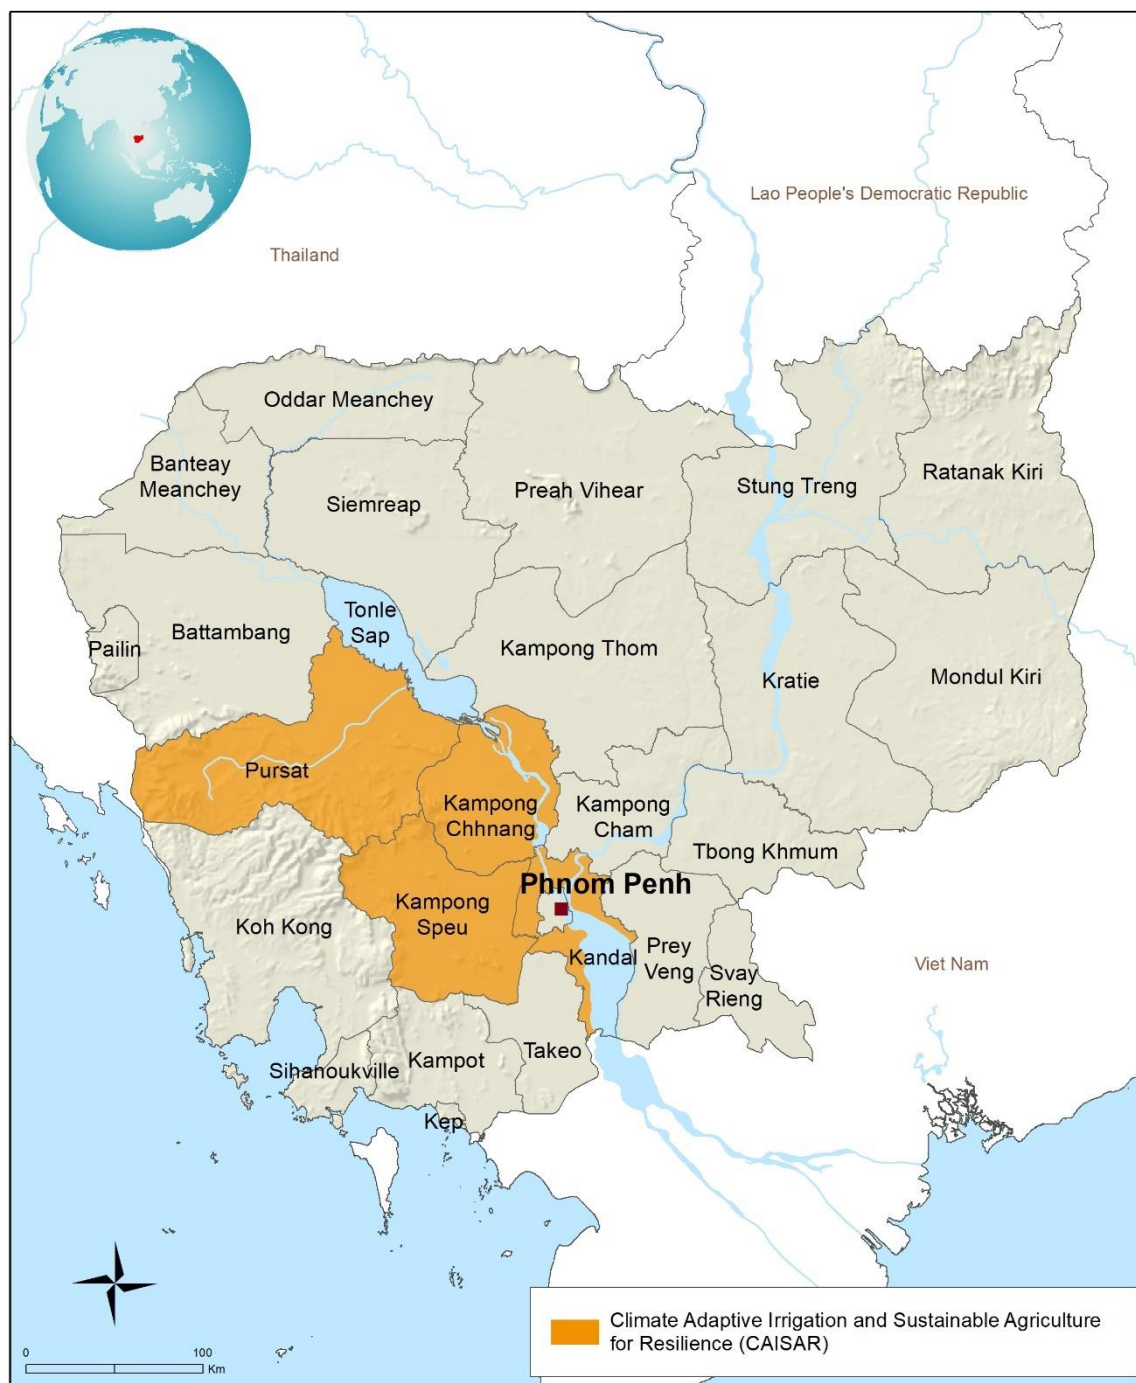 Lao People's Democratic Republic
Thailand
Oddar Meanchey
Banteay
Meanchey
Siemreap
Preah Vihear
Stung Treng
Ratanak Kiri
Tonle
Sap
Battambang
Pailin
Kampong Thom
Kratie
Mondul Kiri
Pursat
Kampong
Chhnang
Kampong
Cham
Tbong Khmum
Phnom Penh
Kampong
Speu
Koh Kong
Kandal
Prey
Veng
Svay
Rieng
Viet Nam
Takeo
Kampot
Sihanoukville
Kep
Climate Adaptive Irrigation and Sustainable Agriculture
for Resilience (CAISAR)
0 100
Km